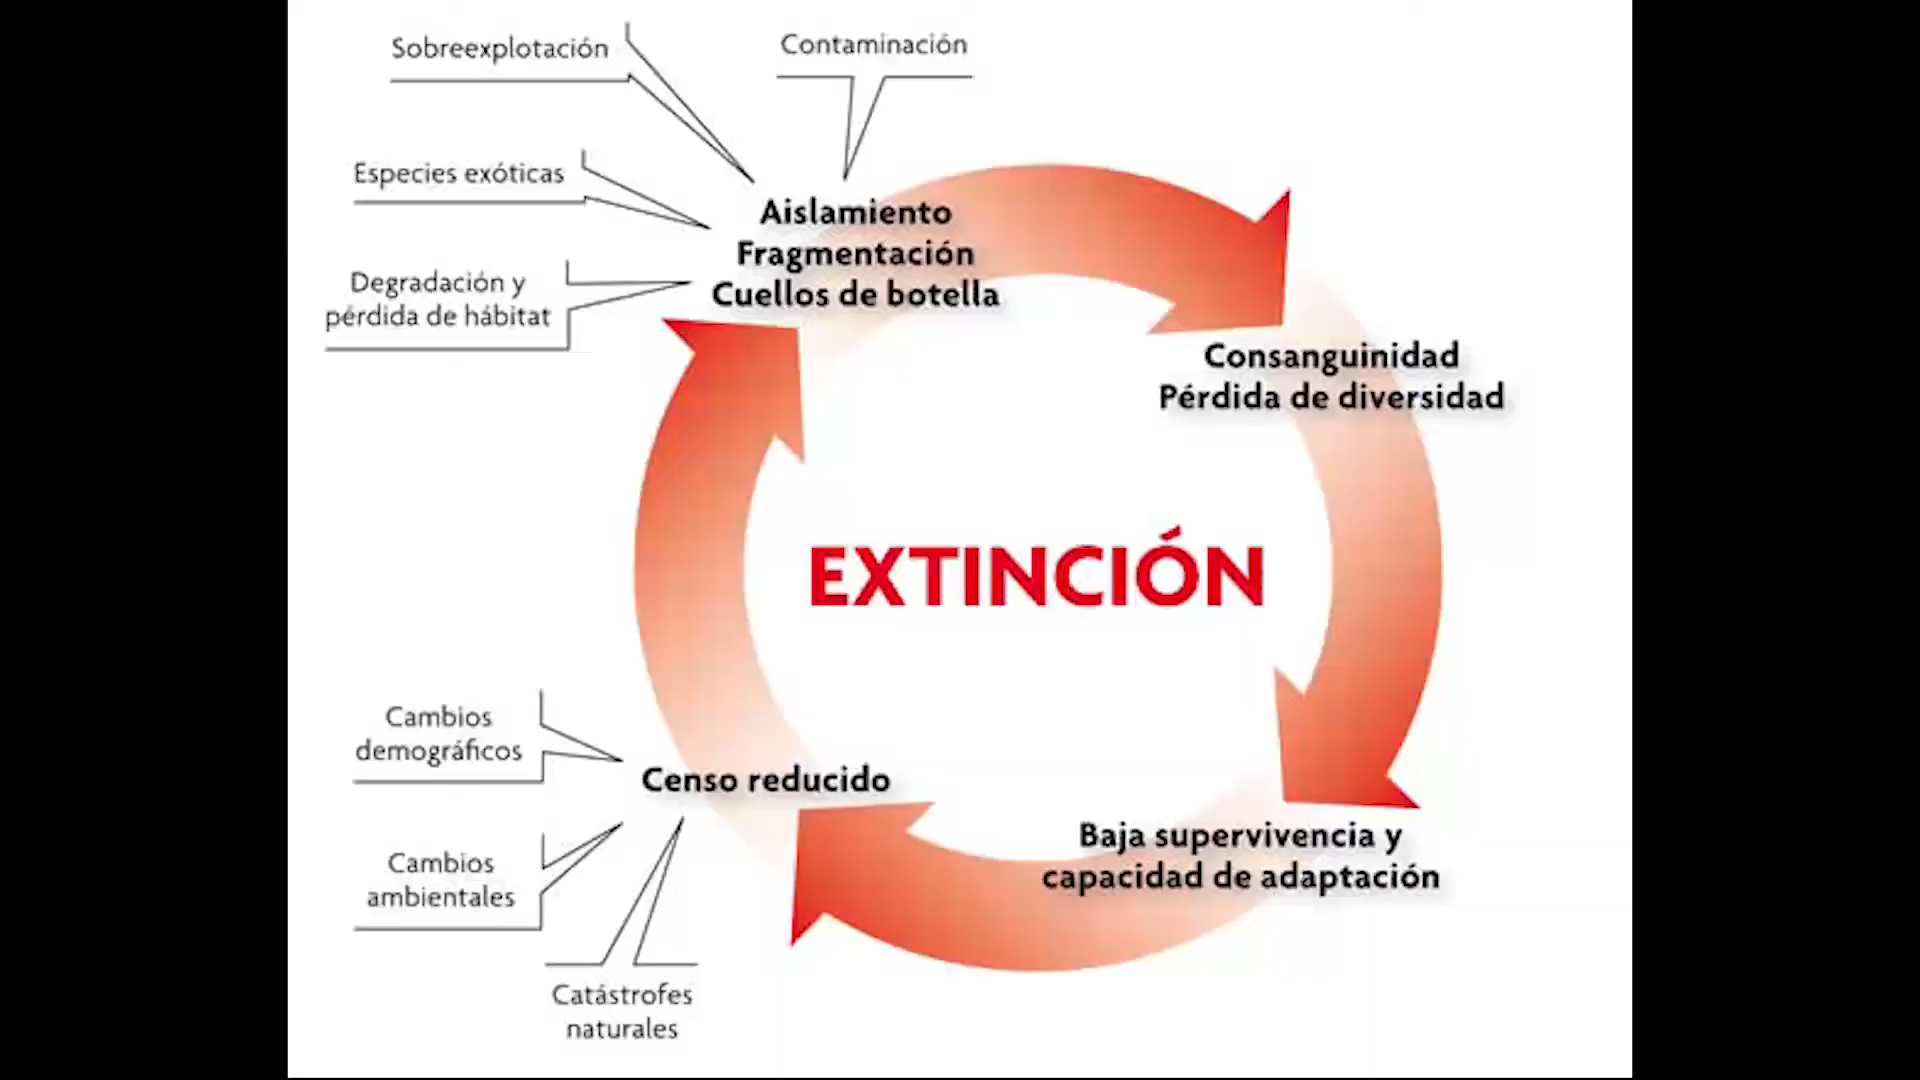 Sobreexplotación
Contaminación
Especies exóticas
Degradación y
pérdida de hábitat
Aislamiento
Fragmentación
Cuellos de botella
Consanguinidad
Pérdida de diversidad
EXTINCIÓN
Cambios
demográficos
Censo reducido
Baja supervivencia y
capacidad de adaptación
Cambios
ambientales
Catástrofes
naturales